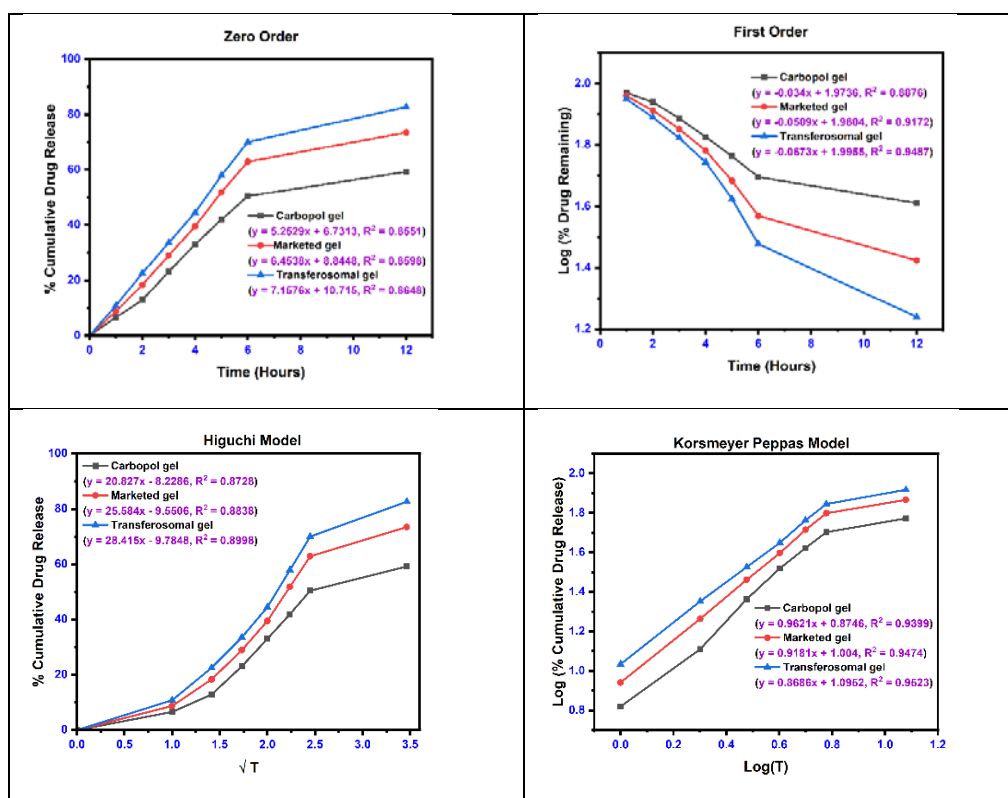 Zero Order
100
80
60
40
20
0
% Cumulative Drug Release
Carbopol gel
(y = 5.2529x + 6.7313, R² = 0.8551)
Marketed gel
(y = 6.4538x + 8.8448, R² = 0.8598)
Transferosomal gel
(y = 7.1576x + 10.715, R² = 0.8648)
0 2 4 6 8 10 12
Time (Hours)
First Order
2.0
1.8
1.6
1.4
1.2
Log (% Drug Remaining)
Carbopol gel
(y = -0.034x + 1.9736, R² = 0.8876)
Marketed gel
(y = -0.0509x + 1.9804, R² = 0.9172)
Transferosomal gel
(y = -0.0673x + 1.9955, R² = 0.9487)
0 2 4 6 8 10 12
Time (Hours)
Higuchi Model
100
80
60
40
20
0
% Cumulative Drug Release
Carbopol gel
(y = 20.827x - 8.2286, R² = 0.8728)
Marketed gel
(y = 25.584x - 9.5506, R² = 0.8838)
Transferosomal gel
(y = 28.415x - 9.7848, R² = 0.8998)
0.0 0.5 1.0 1.5 2.0 2.5 3.0 3.5
√ T
Korsmeyer Peppas Model
2.0
1.8
1.6
1.4
1.2
1.0
0.8
Log (% Cumulative Drug Release)
Carbopol gel
(y = 0.9621x + 0.8746, R² = 0.9399)
Marketed gel
(y = 0.9181x + 1.004, R² = 0.9474)
Transferosomal gel
(y = 0.8686x + 1.0962, R² = 0.9623)
0.0 0.2 0.4 0.6 0.8 1.0 1.2
Log(T)